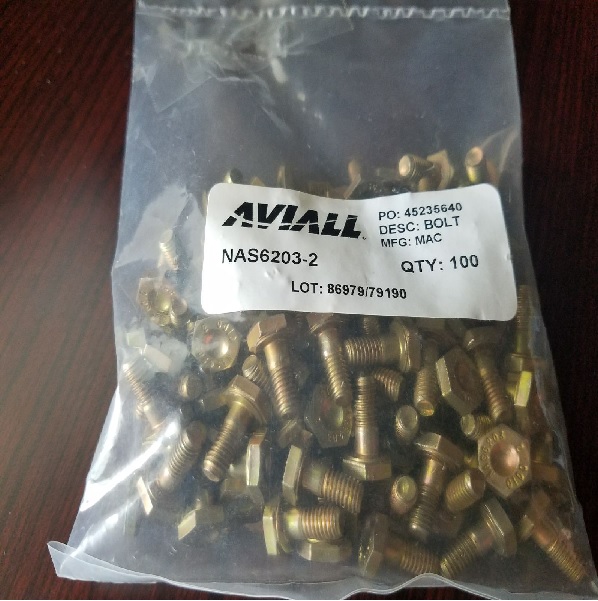 AVIALL
PO: 45235640
DESC: BOLT
MFG: MAC
NAS6203-2
QTY: 100
LOT: 86979/79190